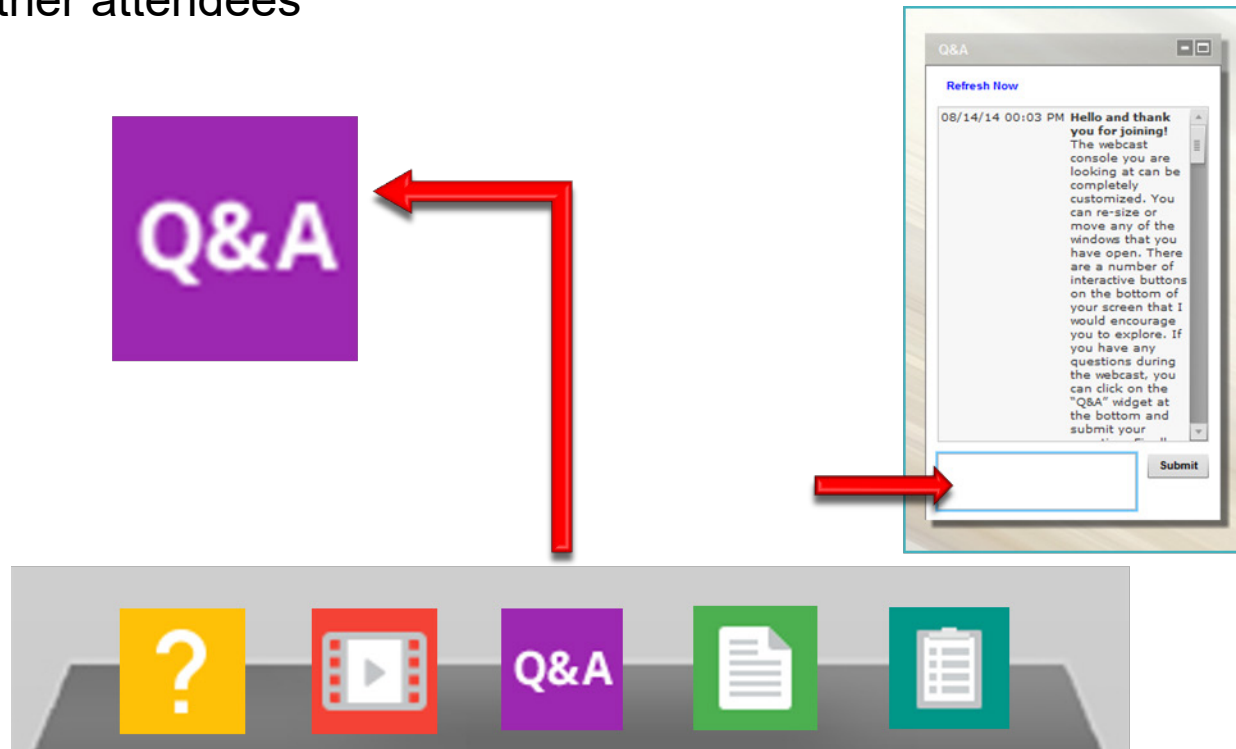 ther attendees
Q&A
Q&A
Refresh Now
08/14/14 00:03 PM Hello and thank
you for joining!
The webcast
console you are
looking at can be
completely
customized. You
can re-size or
move any of the
windows that you
have open. There
are a number of
interactive buttons
on the bottom of
your screen that I
would encourage
you to explore. If
you have any
questions during
the webcast, you
can click on the
"Q&A" widget at
the bottom and
submit your
Submit
?
Q&A